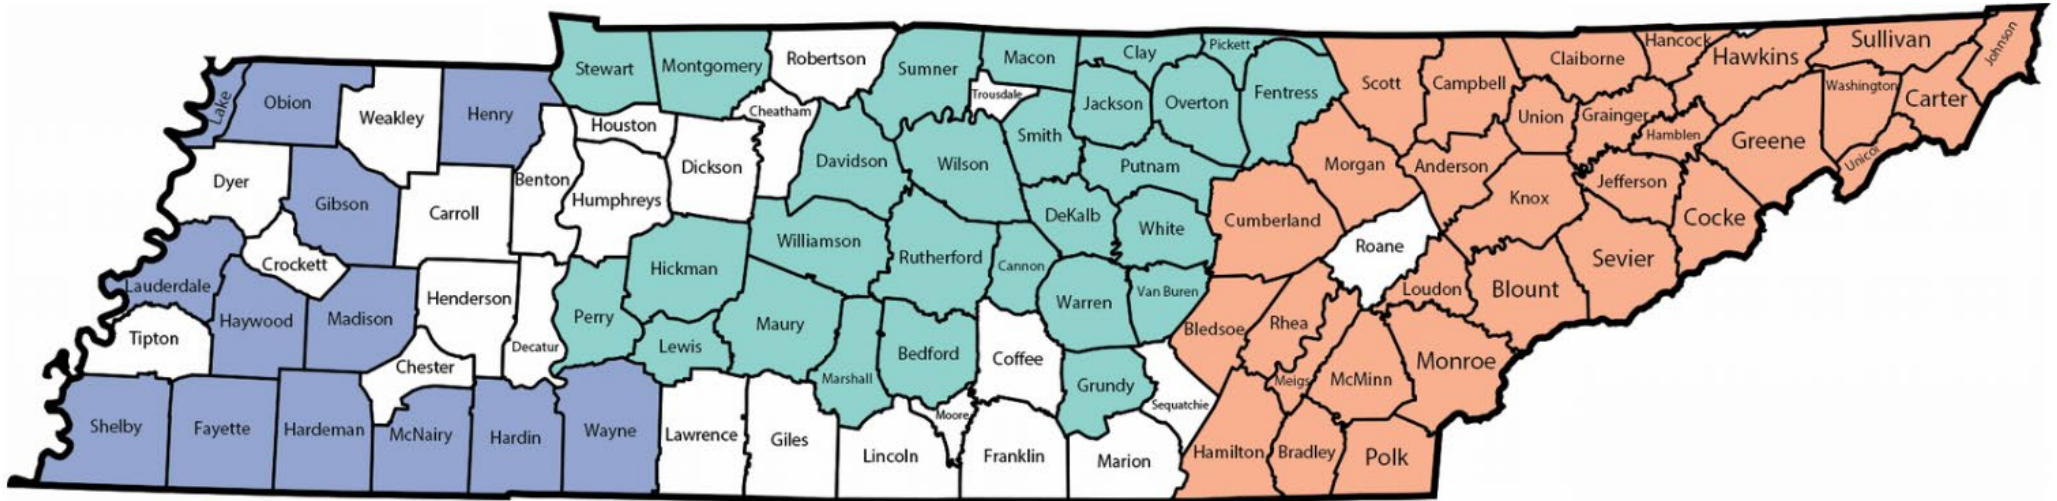 Lake
Obion
Weakley
Henry
Stewart
Montgomery
Robertson
Sumner
Macon
Clay
Pickett
Fentress
Scott
Campbell
Claiborne
Hancock
Hawkins
Sullivan
Johnson
Houston
Cheatham
Trousdale
Jackson
Overton
Union
Grainger
Hamblen
Greene
Washington
Carter
Unicoi
Dyer
Gibson
Carroll
Benton
Humphreys
Dickson
Davidson
Wilson
Smith
Putnam
Morgan
Anderson
Knox
Jefferson
Cocke
Lauderdale
Crockett
Henderson
Decatur
Perry
Hickman
Williamson
Rutherford
Cannon
DeKalb
White
Cumberland
Roane
Loudon
Blount
Sevier
Tipton
Haywood
Madison
Chester
Lewis
Maury
Marshall
Bedford
Coffee
Warren
Van Buren
Grundy
Sequatchie
Bledsoe
Rhea
Meigs
McMinn
Monroe
Shelby
Fayette
Hardeman
McNairy
Hardin
Wayne
Lawrence
Giles
Lincoln
Moore
Franklin
Marion
Hamilton
Bradley
Polk